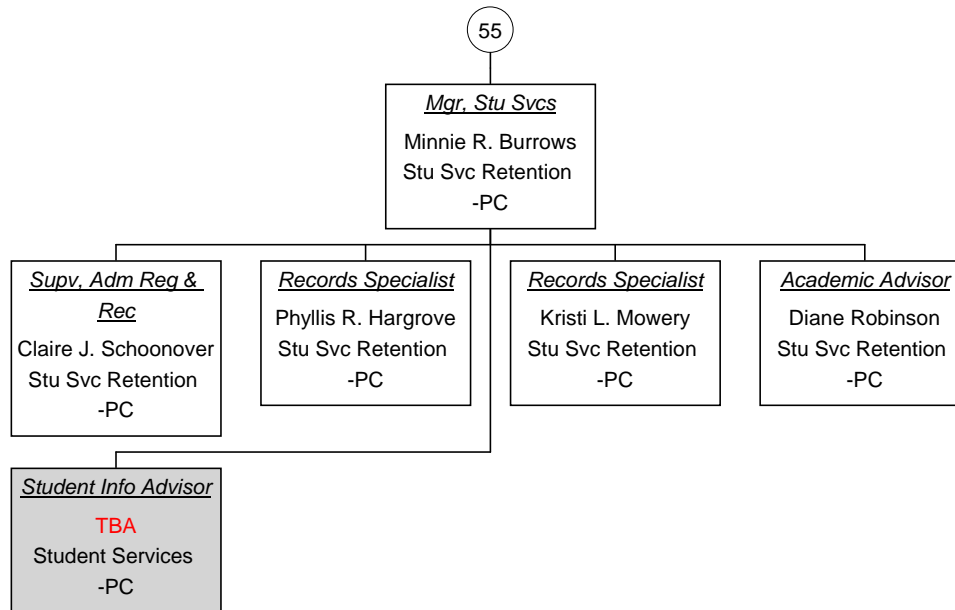 55
Mgr, Stu Svcs
Minnie R. Burrows
Stu Svc Retention
-PC
Supv, Adm Reg &
Rec
Claire J. Schoonover
Stu Svc Retention
-PC
Records Specialist
Phyllis R. Hargrove
Stu Svc Retention
-PC
Records Specialist
Kristi L. Mowery
Stu Svc Retention
-PC
Academic Advisor
Diane Robinson
Stu Svc Retention
-PC
Student Info Advisor
TBA
Student Services
-PC